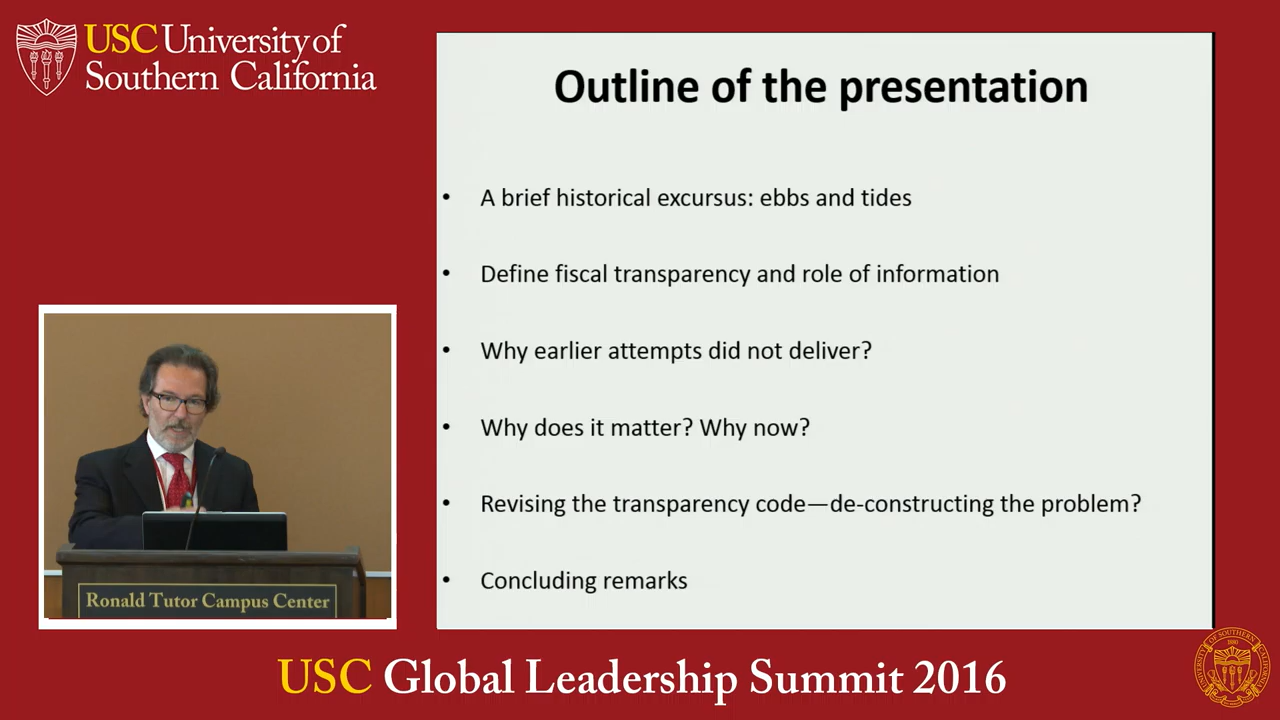 USC University of
Southern California
Outline of the presentation
• A brief historical excursus: ebbs and tides
• Define fiscal transparency and role of information
• Why earlier attempts did not deliver?
• Why does it matter? Why now?
• Revising the transparency code—de-constructing the problem?
• Concluding remarks
Ronald Tutor Campus Center
USC Global Leadership Summit 2016